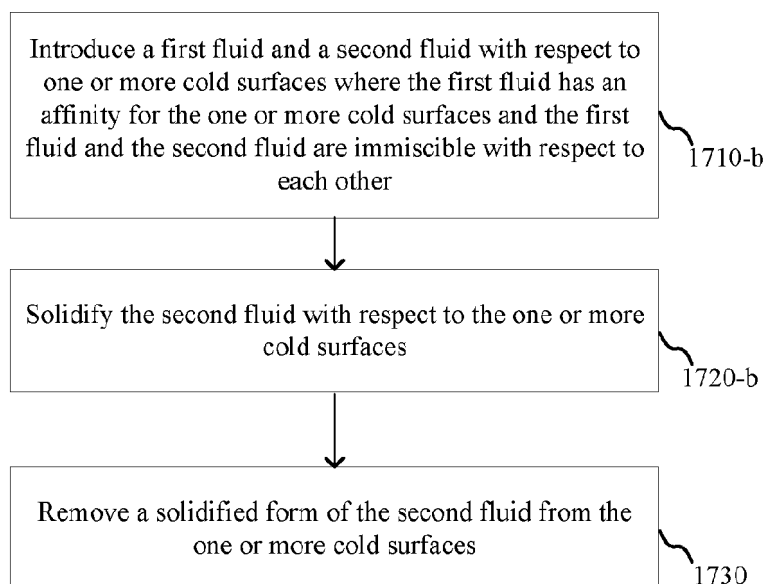 Introduce a first fluid and a second fluid with respect to
one or more cold surfaces where the first fluid has an
affinity for the one or more cold surfaces and the first
fluid and the second fluid are immiscible with respect to
each other
1710-b
Solidify the second fluid with respect to the one or more
cold surfaces
1720-b
Remove a solidified form of the second fluid from the
one or more cold surfaces
1730